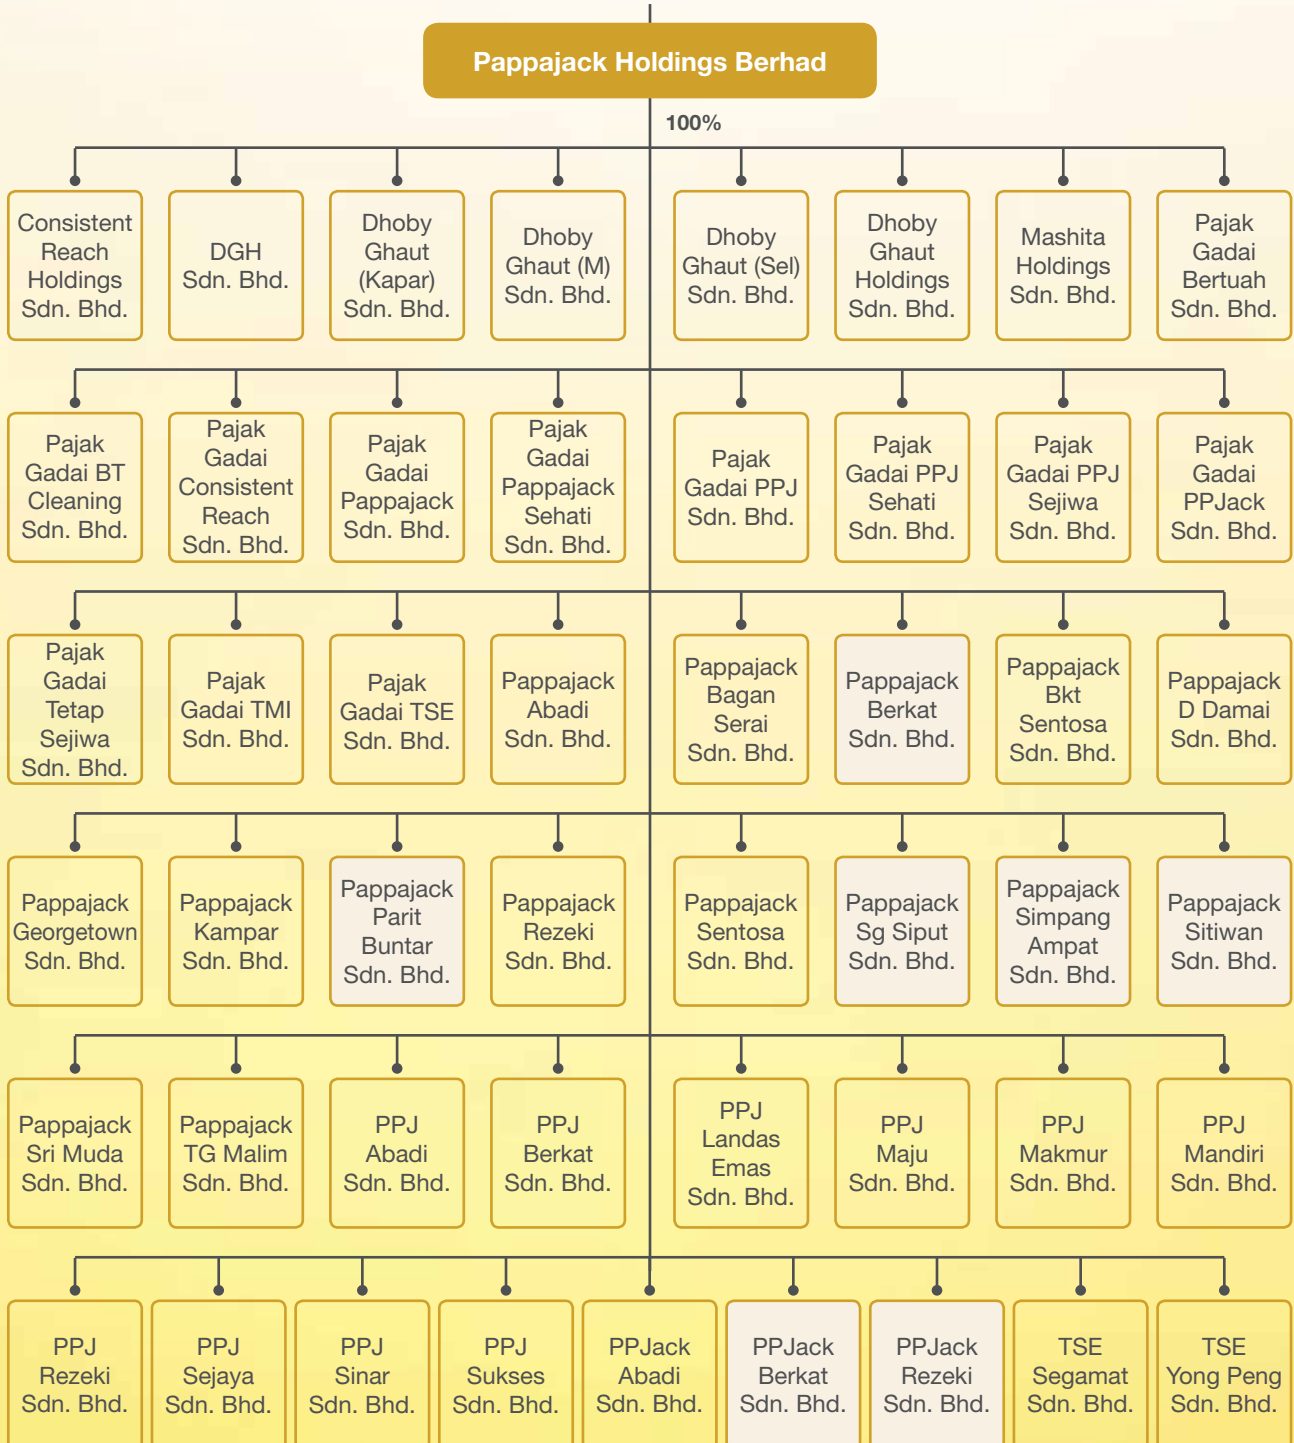 Pappajack Holdings Berhad
100%
Consistent
Reach
Holdings
Sdn. Bhd.
DGH
Sdn. Bhd.
Dhoby
Ghaut
(Kapar)
Sdn. Bhd.
Dhoby
Ghaut (M)
Sdn. Bhd.
Dhoby
Ghaut (Sel)
Sdn. Bhd.
Dhoby
Ghaut
Holdings
Sdn. Bhd.
Mashita
Holdings
Sdn. Bhd.
Pajak
Gadai
Bertuah
Sdn. Bhd.
Pajak
Gadai BT
Cleaning
Sdn. Bhd.
Pajak
Gadai
Consistent
Reach
Sdn. Bhd.
Pajak
Gadai
Pappajack
Sdn. Bhd.
Pajak
Gadai
Pappajack
Sehati
Sdn. Bhd.
Pajak
Gadai PPJ
Sdn. Bhd.
Pajak
Gadai PPJ
Sehati
Sdn. Bhd.
Pajak
Gadai PPJ
Sejiwa
Sdn. Bhd.
Pajak
Gadai
PPJack
Sdn. Bhd.
Pajak
Gadai
Tetap
Sejiwa
Sdn. Bhd.
Pajak
Gadai TMI
Sdn. Bhd.
Pajak
Gadai TSE
Sdn. Bhd.
Pappajack
Abadi
Sdn. Bhd.
Pappajack
Bagan
Serai
Sdn. Bhd.
Pappajack
Berkat
Sdn. Bhd.
Pappajack
Bkt
Sentosa
Sdn. Bhd.
Pappajack
D Damai
Sdn. Bhd.
Pappajack
Georgetown
Sdn. Bhd.
Pappajack
Kampar
Sdn. Bhd.
Pappajack
Parit
Buntar
Sdn. Bhd.
Pappajack
Rezeki
Sdn. Bhd.
Pappajack
Sentosa
Sdn. Bhd.
Pappajack
Sg Siput
Sdn. Bhd.
Pappajack
Simpang
Ampat
Sdn. Bhd.
Pappajack
Sitiwan
Sdn. Bhd.
Pappajack
Sri Muda
Sdn. Bhd.
Pappajack
TG Malim
Sdn. Bhd.
PPJ
Abadi
Sdn. Bhd.
PPJ
Berkat
Sdn. Bhd.
PPJ
Landas
Emas
Sdn. Bhd.
PPJ
Maju
Sdn. Bhd.
PPJ
Makmur
Sdn. Bhd.
PPJ
Mandiri
Sdn. Bhd.
PPJ
Rezeki
Sdn. Bhd.
PPJ
Sejaya
Sdn. Bhd.
PPJ
Sinar
Sdn. Bhd.
PPJ
Sukses
Sdn. Bhd.
PPJack
Abadi
Sdn. Bhd.
PPJack
Berkat
Sdn. Bhd.
PPJack
Rezeki
Sdn. Bhd.
TSE
Segamat
Sdn. Bhd.
TSE
Yong Peng
Sdn. Bhd.